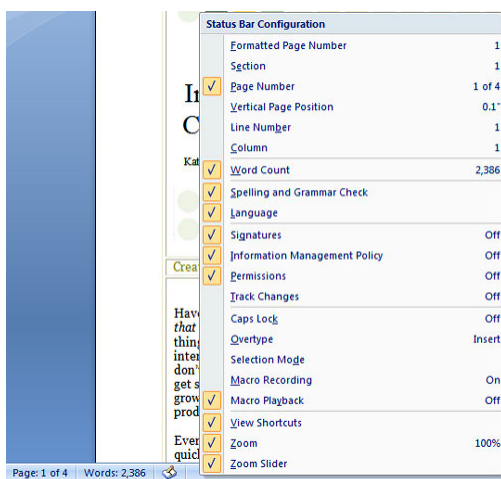 Status Bar Configuration
Formatted Page Number 1
Section 1
Page Number 1 of 4
Vertical Page Position 0.1"
Line Number 1
Column 1
Word Count 2,386
Spelling and Grammar Check
Language
Signatures Off
Information Management Policy Off
Permissions Off
Track Changes Off
Caps Lock Off
Overtype Insert
Selection Mode
Macro Recording On
Macro Playback Off
View Shortcuts
Zoom 100%
Zoom Slider
C
Kat
Crea
Hav
that
thin
inter
don'
get s
grow
prod
Ever
quic
Page: 1 of 4 Words: 2,386